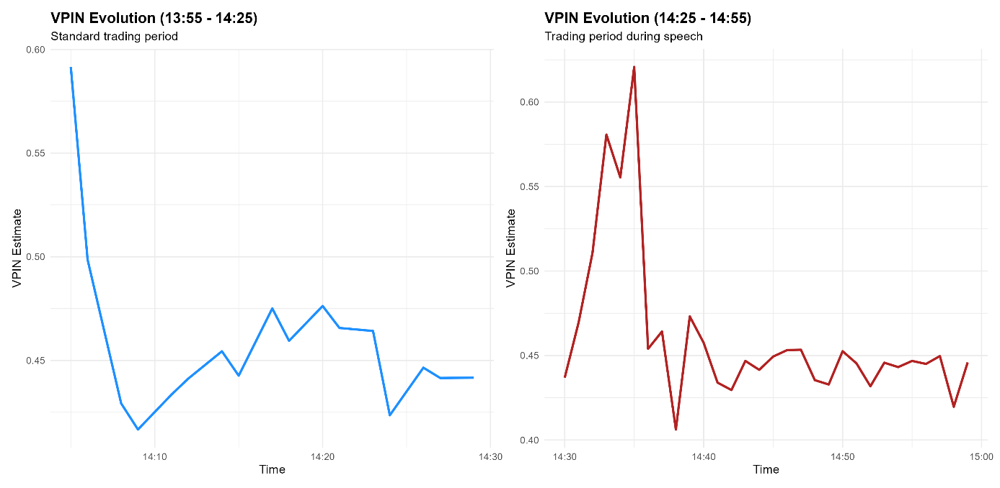 VPIN Evolution (13:55 - 14:25)
Standard trading period
VPIN Estimate
0.60
0.55
0.50
0.45
14:10
14:20
14:30
Time
VPIN Evolution (14:25 - 14:55)
Trading period during speech
VPIN Estimate
0.60
0.55
0.50
0.45
0.40
14:30
14:40
14:50
15:00
Time